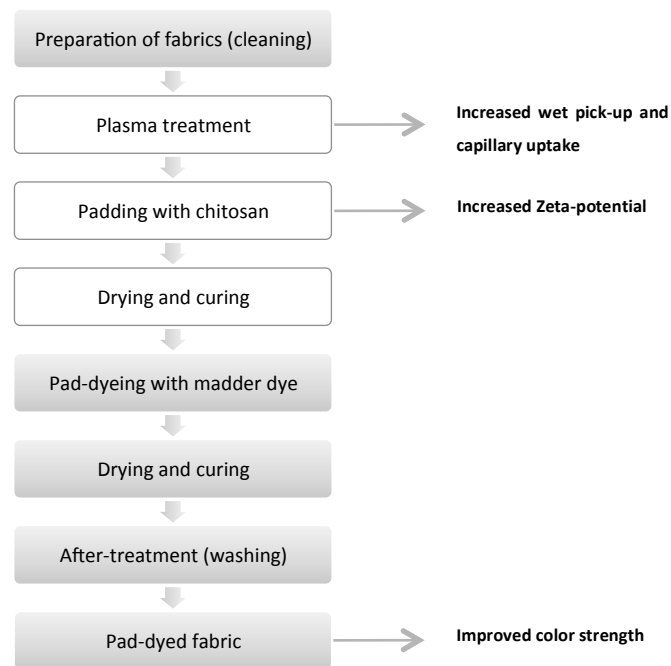 Preparation of fabrics (cleaning)
Plasma treatment
Increased wet pick-up and
capillary uptake
Padding with chitosan
Increased Zeta-potential
Drying and curing
Pad-dyeing with madder dye
Drying and curing
After-treatment (washing)
Pad-dyed fabric
Improved color strength